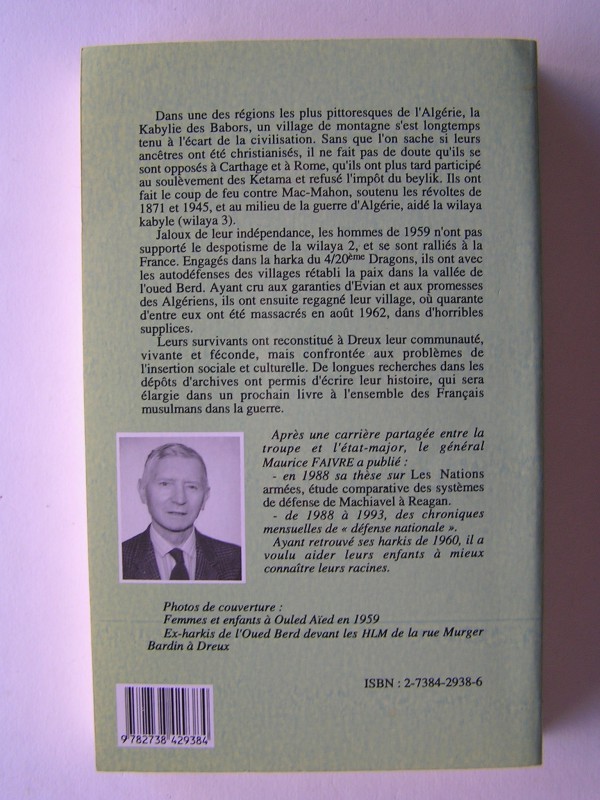 Dans une des régions les plus pittoresques de l'Algérie, la
Kabylie des Babors, un village de montagne s'est longtemps
tenu à l'écart de la civilisation. Sans que l'on sache si leurs
ancêtres ont été christianisés, il ne fait pas de doute qu'ils se
sont opposés à Carthage et à Rome, qu'ils ont plus tard participé
au soulèvement des Ketama et refusé l'impôt du beylik. Ils ont
fait le coup de feu contre Mac-Mahon, soutenu les révoltes de
1871 et 1945, et au milieu de la guerre d'Algérie, aidé la wilaya
kabyle (wilaya 3).
Jaloux de leur indépendance, les hommes de 1959 n'ont pas
supporté le despotisme de la wilaya 2, et se sont ralliés à la
France. Engagés dans la harka du 4/20ème Dragons, ils ont avec
les autodéfenses des villages rétabli la paix dans la vallée de
l'oued Berd. Ayant cru aux garanties d'Evian et aux promesses
des Algériens, ils ont ensuite regagné leur village, où quarante
d'entre eux ont été massacrés en août 1962, dans d'horribles
supplices.
Leurs survivants ont reconstitué à Dreux leur communauté,
vivante et féconde, mais confrontée aux problèmes de
l'insertion sociale et culturelle. De longues recherches dans les
dépôts d'archives ont permis d'écrire leur histoire, qui sera
élargie dans un prochain livre à l'ensemble des Français
musulmans dans la guerre.
Après une carrière partagée entre la
troupe et l'état-major, le général
Maurice FAIVRE a publié :
- en 1988 sa thèse sur Les Nations
armées, étude comparative des systèmes
de défense de Machiavel à Reagan.
- de 1988 à 1993, des chroniques
mensuelles de « défense nationale ».
Ayant retrouvé ses harkis de 1960, il a
voulu aider leurs enfants à mieux
connaître leurs racines.
Photos de couverture :
Femmes et enfants à Ouled Aïed en 1959
Ex-harkis de l'Oued Berd devant les HLM de la rue Murger
Bardin à Dreux
ISBN : 2-7384-2938-6
9 782738 429384